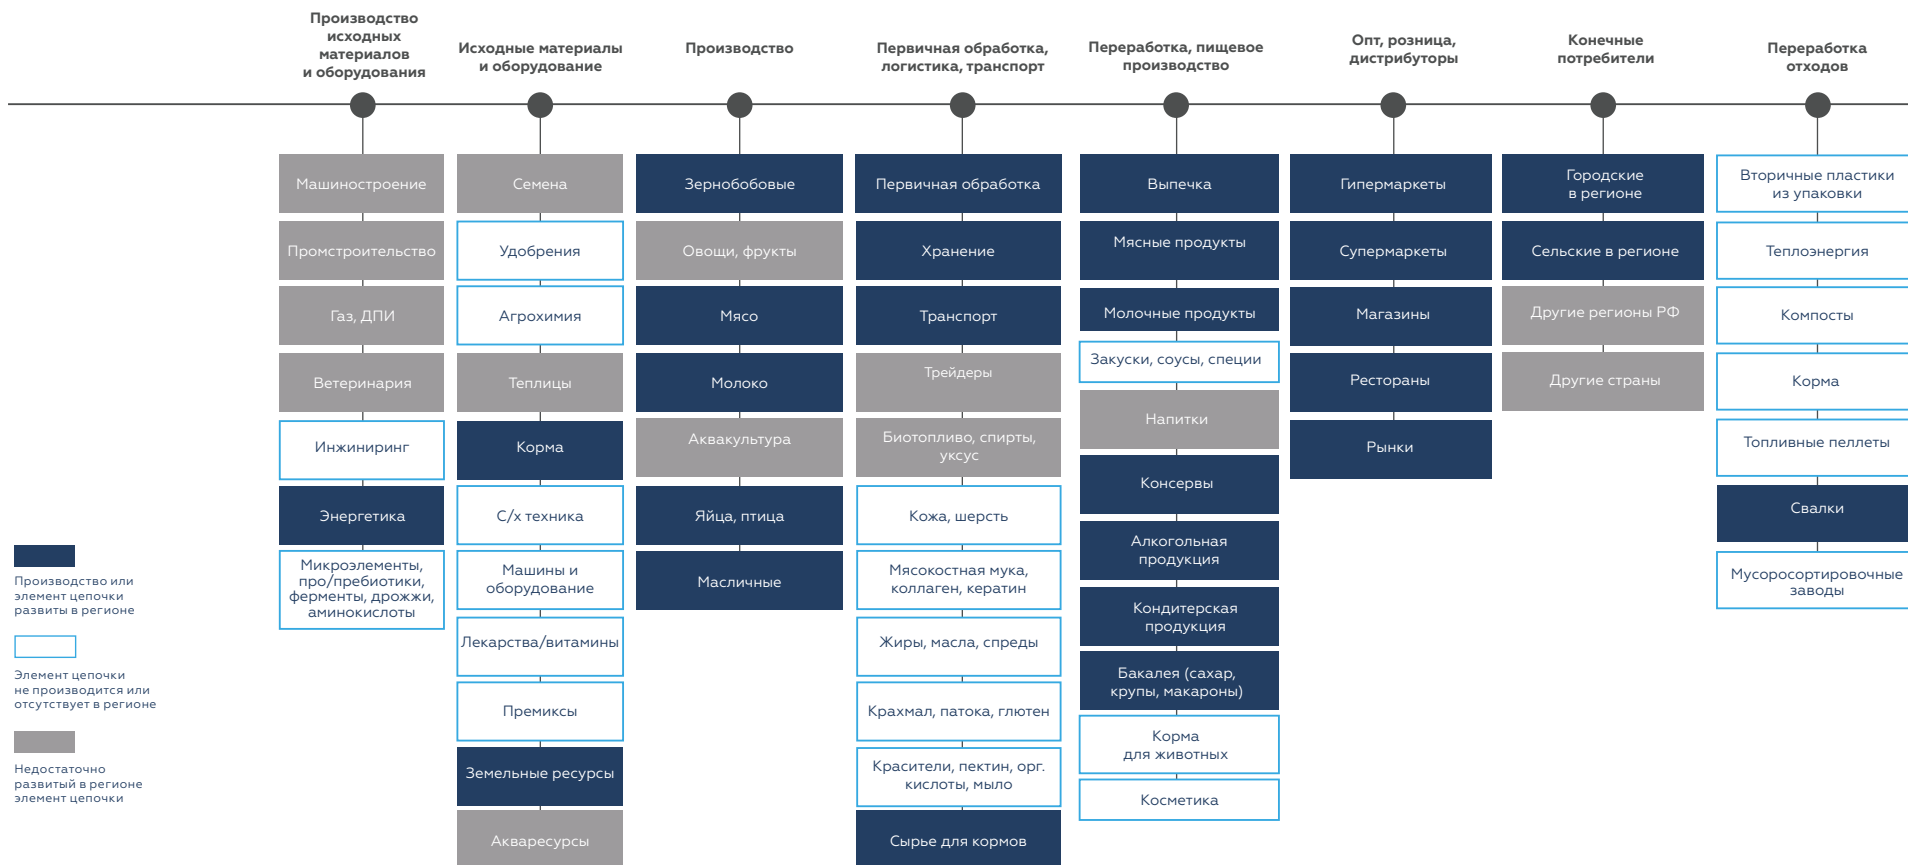 Производство
исходных
материалов
и оборудования
Исходные материалы
и оборудование
Производство
Первичная обработка,
логистика, транспорт
Переработка, пищевое
производство
Опт, розница,
дистрибуторы
Конечные
потребители
Переработка
отходов
Машиностроение
Промстроительство
Газ, ДПИ
Ветеринария
Инжиниринг
Энергетика
Микроэлементы,
про/пребиотики,
ферменты, дрожжи,
аминокислоты
Семена
Удобрения
Агрохимия
Теплицы
Корма
С/х техника
Машины и
оборудование
Лекарства/витамины
Премиксы
Земельные ресурсы
Акваресурсы
Зернобобовые
Овощи, фрукты
Мясо
Молоко
Аквакультура
Яйца, птица
Масличные
Первичная обработка
Хранение
Транспорт
Трейдеры
Биотопливо, спирты,
уксус
Кожа, шерсть
Мясокостная мука,
коллаген, кератин
Жиры, масла, спреды
Крахмал, патока, глютен
Красители, пектин, орг.
кислоты, мыло
Сырье для кормов
Выпечка
Мясные продукты
Молочные продукты
Закуски, соусы, специи
Напитки
Консервы
Алкогольная
продукция
Кондитерская
продукция
Бакалея (сахар,
крупы, макароны)
Корма
для животных
Косметика
Гипермаркеты
Супермаркеты
Магазины
Рестораны
Рынки
Городские
в регионе
Сельские в регионе
Другие регионы РФ
Другие страны
Вторичные пластики
из упаковки
Теплоэнергия
Компосты
Корма
Топливные пеллеты
Свалки
Мусоросортировочные
заводы
Производство или
элемент цепочки
развиты в регионе
Элемент цепочки
не производится или
отсутствует в регионе
Недостаточно
развитый в регионе
элемент цепочки